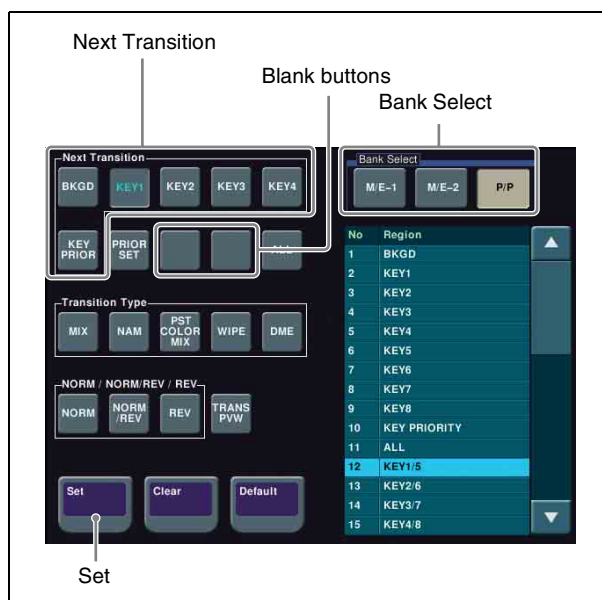 Next Transition
Blank buttons
Bank Select
Next Transition
BKGD KEY1 KEY2 KEY3 KEY4
KEY PRIOR PRIOR SET ALL
Transition Type
MIX NAM PST COLOR MIX WIPE DME
NORM / NORM/REV / REV
NORM NORM /REV REV TRANS PVW
Set Clear Default
Bank Select
M/E-1 M/E-2 P/P
No Region
1 BKGD
2 KEY1
3 KEY2
4 KEY3
5 KEY4
6 KEY5
7 KEY6
8 KEY7
9 KEY8
10 KEY PRIORITY
11 ALL
12 KEY1/5
13 KEY2/6
14 KEY3/7
15 KEY4/8
Set